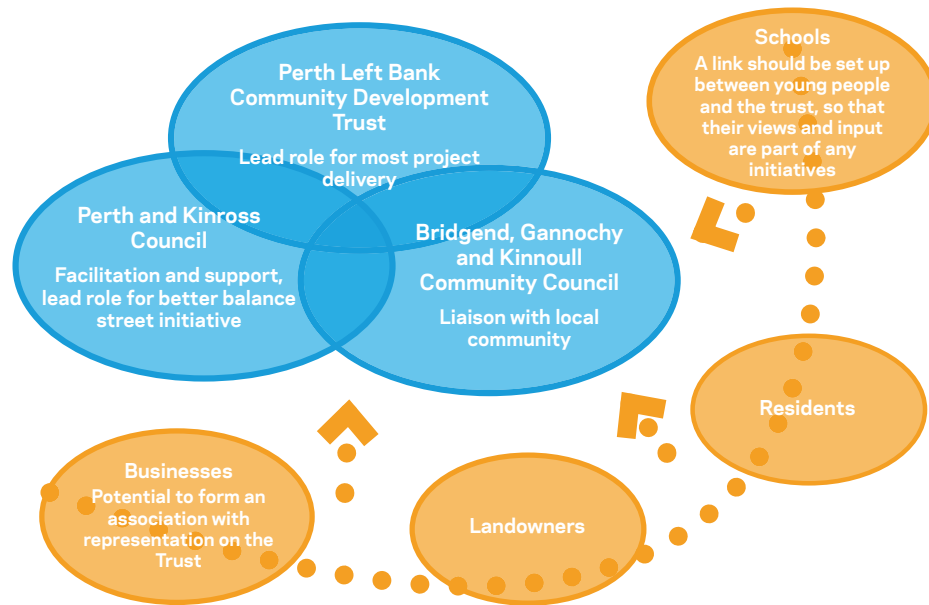 Perth Left Bank
Community Development
Trust
Lead role for most project
delivery
Perth and Kinross
Council
Facilitation and support,
lead role for better balance
street initiative
Bridgend, Gannochy
and Kinnoull
Community Council
Liaison with local
community
Schools
A link should be set up
between young people
and the trust, so that
their views and input
are part of any
initiatives
Residents
Businesses
Potential to form an
association with
representation on the
Trust
Landowners